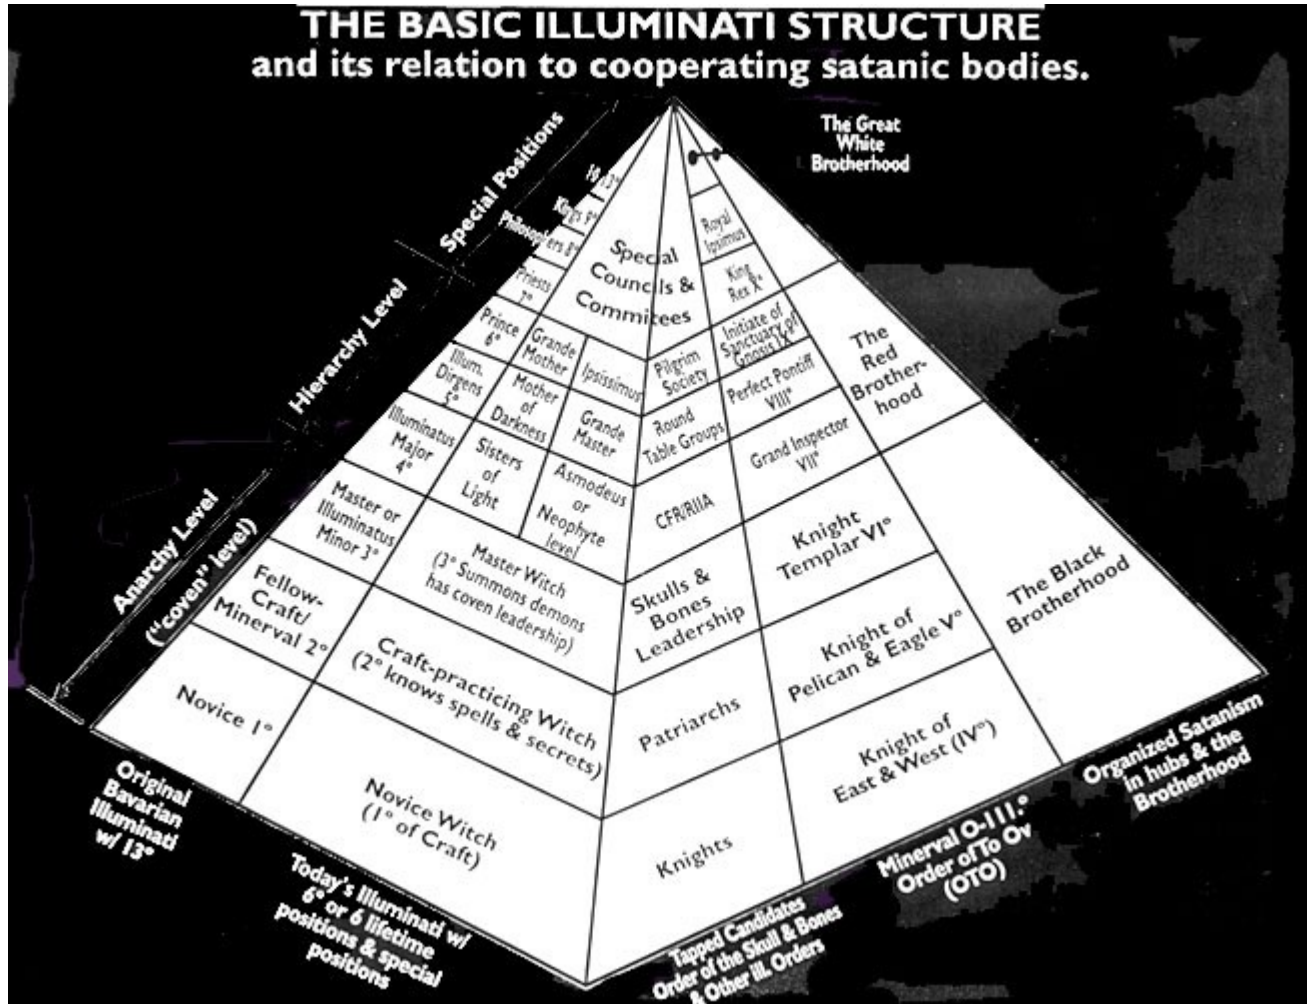 THE BASIC ILLUMINATI STRUCTURE
and its relation to cooperating satanic bodies.
The Great
White
Brotherhood
Special Positions
Hierarchy Level
Anarchy Level
("coven" level)
13°
Kings 9°
Philosophers 8°
Priests
7°
Prince
6°
Illum.
Dirgens
5°
Illuminatus
Major
4°
Master or
Illuminatus
Minor 3°
Fellow-
Craft/
Minerval 2°
Novice 1°
Special
Councils &
Commitees
Grande
Mother
Ipsissimus
Mother
of
Darkness
Grande
Master
Sisters
of
Light
Asmodeus
or
Neophyte
level
Master Witch
(3° Summons demons
has coven leadership)
Craft-practicing Witch
(2° knows spells & secrets)
Novice Witch
(1° of Craft)
Pilgrim
Society
Round
Table Groups
CFR/RIIA
Skulls &
Bones
Leadership
Patriarchs
Knights
Royal
Ipsimus
King
Rex X°
Initiate of
Sanctuary of
Gnosis IX°
Perfect Pontiff
VIII°
Grand Inspector
VII°
Knight
Templar VI°
Knight of
Pelican & Eagle V°
Knight of
East & West (IV°)
The
Red
Brother-
hood
The Black
Brotherhood
Original
Bavarian
Illuminati
w/ 13°
Today's Illuminati w/
6° or 6 lifetime
positions & special
positions
Tapped Candidates
Order of the Skull & Bones
& Other ill. Orders
Minerval O-111.°
Order of To Ov
(OTO)
Organized Satanism
in hubs & the
Brotherhood